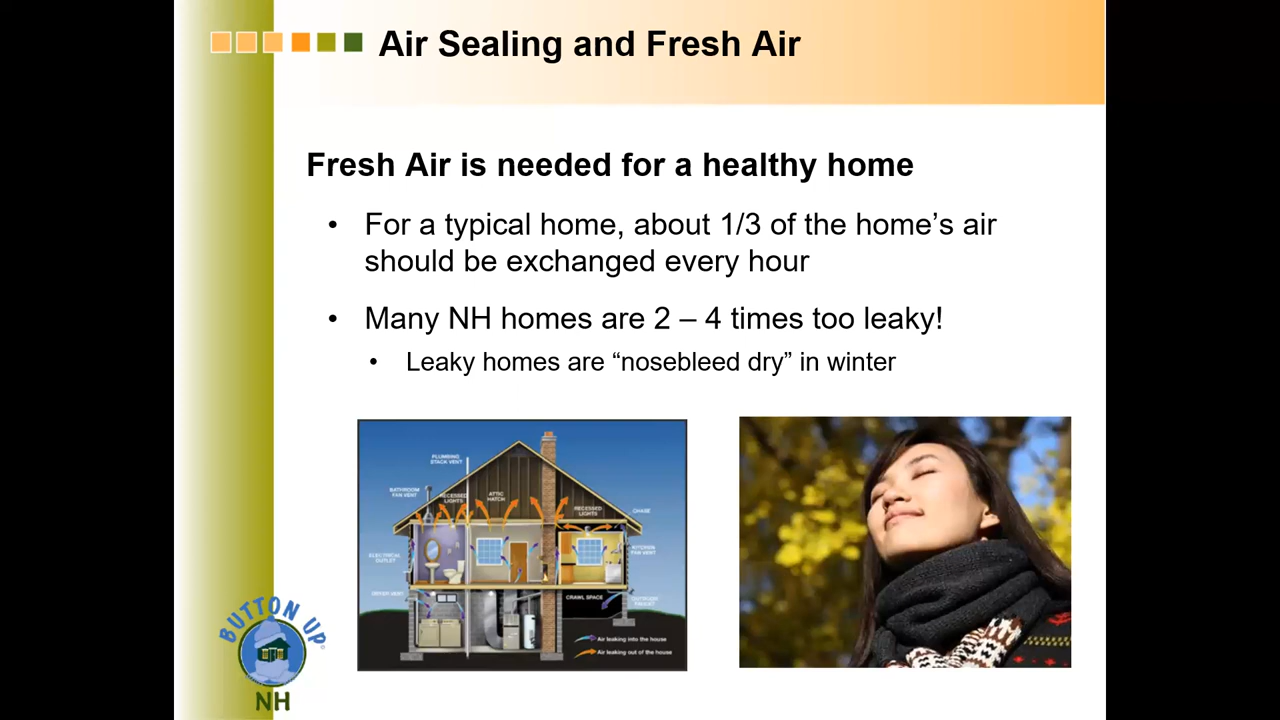 Air Sealing and Fresh Air
Fresh Air is needed for a healthy home
• For a typical home, about 1/3 of the home’s air
should be exchanged every hour
• Many NH homes are 2 – 4 times too leaky!
• Leaky homes are “nosebleed dry” in winter
PLUMBING
STACK VENT
BATHROOM
FAN VENT
RECESSED
LIGHTS
ATTIC
HATCH
RECESSED
LIGHTS
CHASE
ELECTRICAL
OUTLET
KITCHEN
FAN VENT
DRYER VENT
CRAWL SPACE
OUTDOOR
FAUCET
Air leaking into the house
Air leaking out of the house
BUTTON UP
NH